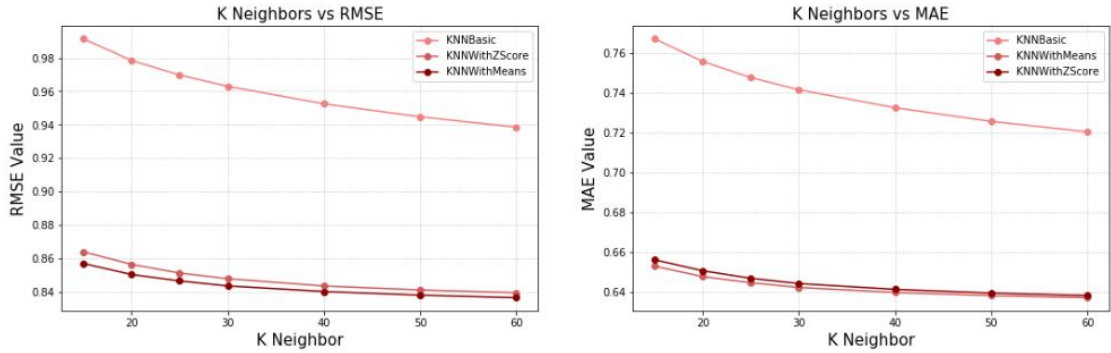 K Neighbors vs RMSE
RMSE Value
0.98
0.96
0.94
0.92
0.90
0.88
0.86
0.84
KNNBasic
KNNWithZScore
KNNWithMeans
20
30
40
50
60
K Neighbor
K Neighbors vs MAE
MAE Value
0.76
0.74
0.72
0.70
0.68
0.66
0.64
KNNBasic
KNNWithMeans
KNNWithZScore
20
30
40
50
60
K Neighbor